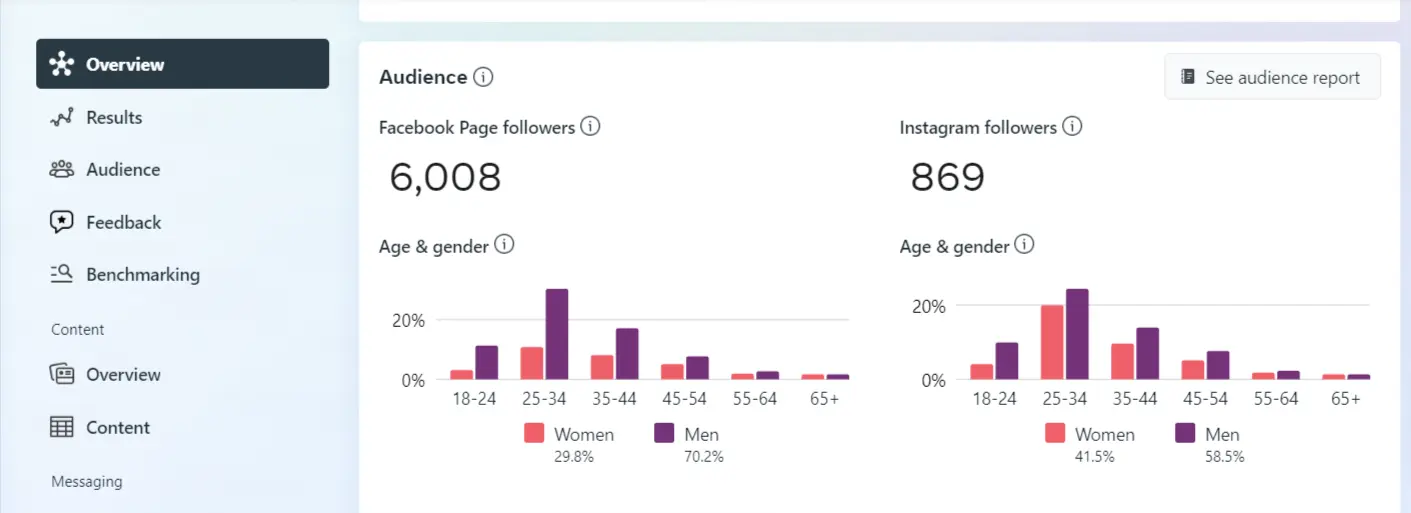 Overview
Results
Audience
Feedback
Benchmarking
Content
Overview
Content
Messaging
Audience
See audience report
Facebook Page followers
6,008
Age & gender
20%
0%
18-24 25-34 35-44 45-54 55-64 65+
Women Men
29.8% 70.2%
Instagram followers
869
Age & gender
20%
0%
18-24 25-34 35-44 45-54 55-64 65+
Women Men
41.5% 58.5%